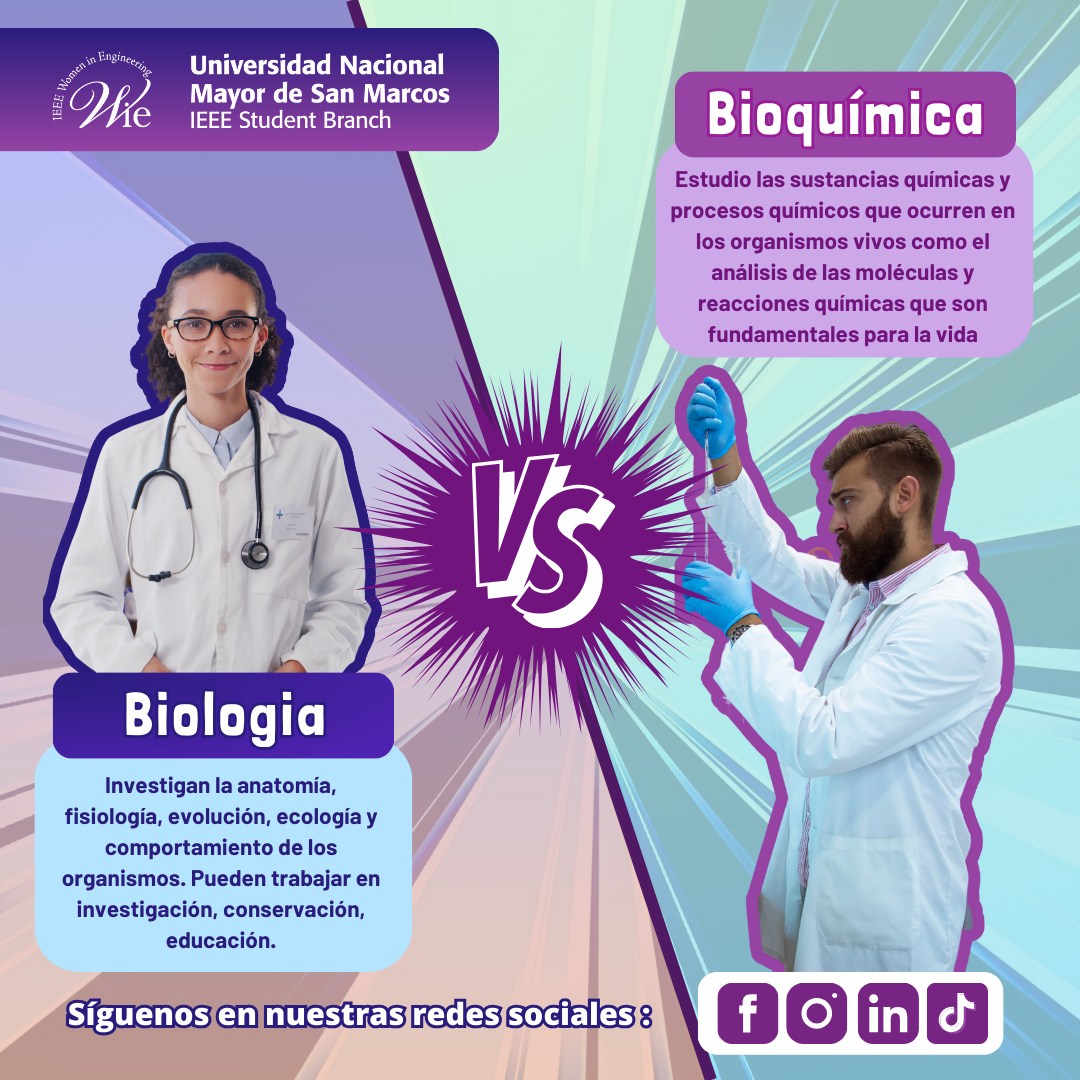 IEEE Women in Engineering
Wie
Universidad Nacional
Mayor de San Marcos
IEEE Student Branch
Bioquímica
Estudio las sustancias químicas y
procesos químicos que ocurren en
los organismos vivos como el
análisis de las moléculas y
reacciones químicas que son
fundamentales para la vida
VS
Biologia
Investigan la anatomía,
fisiología, evolución, ecología y
comportamiento de los
organismos. Pueden trabajar en
investigación, conservación,
educación.
Síguenos en nuestras redes sociales :
f
in